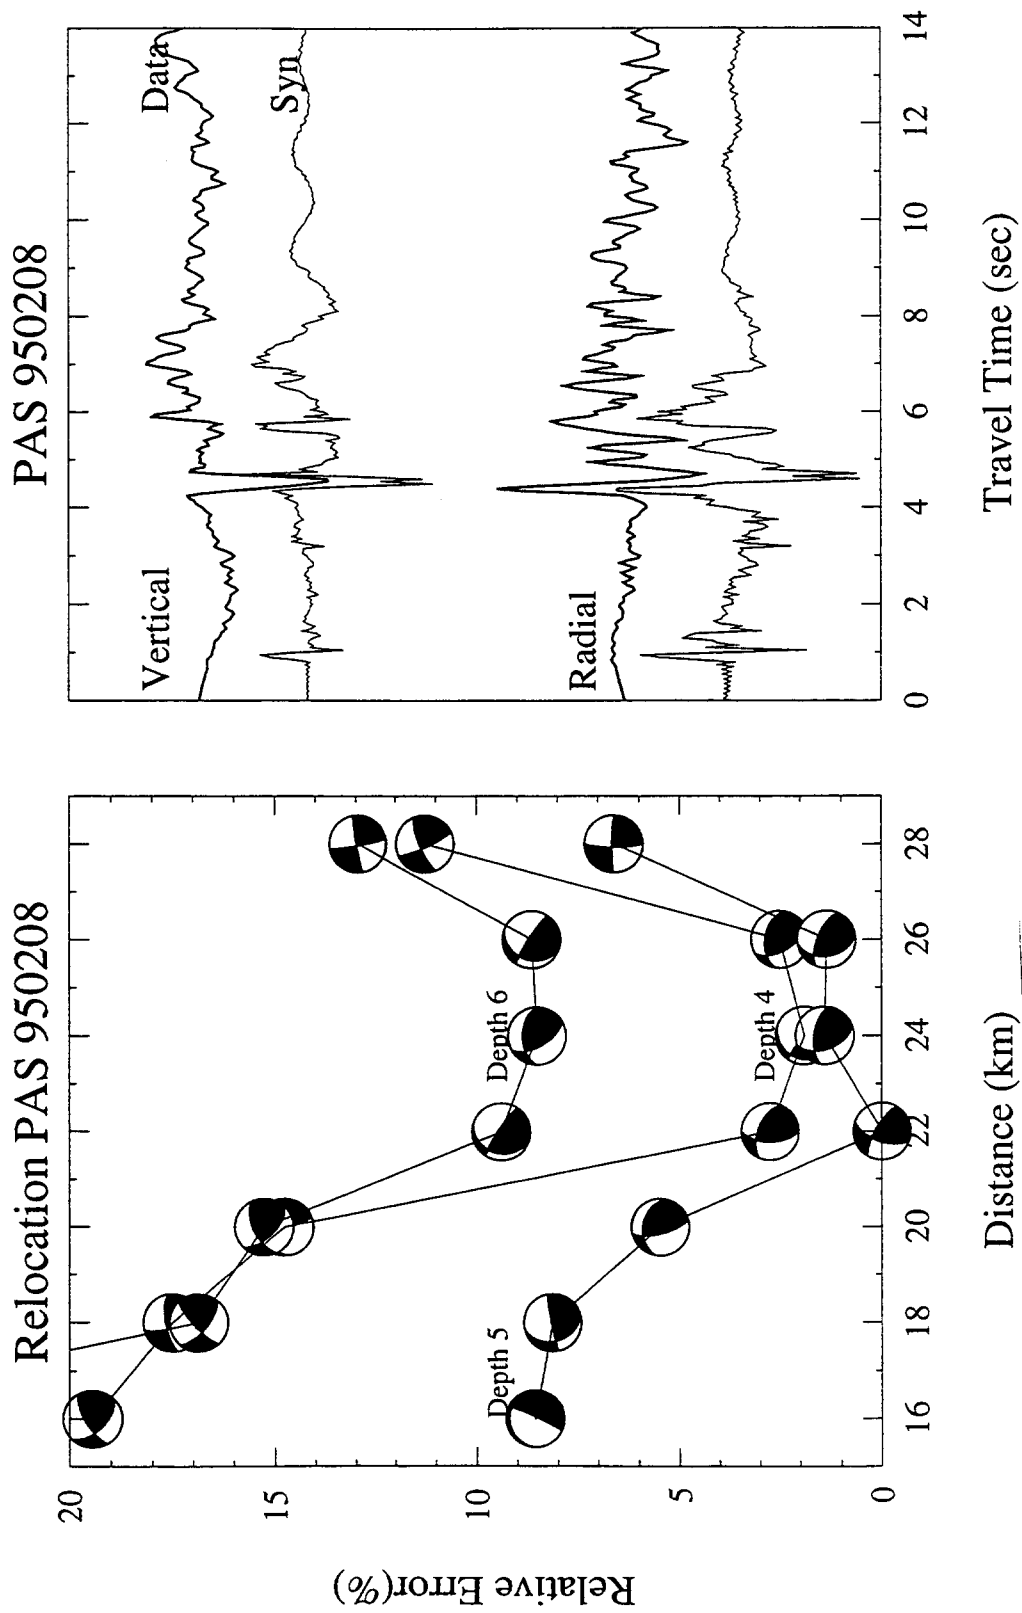 Relocation PAS 950208
Relative Error(%)
20
15
10
5
0
Depth 6
Depth 4
Depth 5
16
18
20
22
24
26
28
Distance (km)
PAS 950208
Vertical
Data
Syn
Radial
0
2
4
6
8
10
12
14
Travel Time (sec)